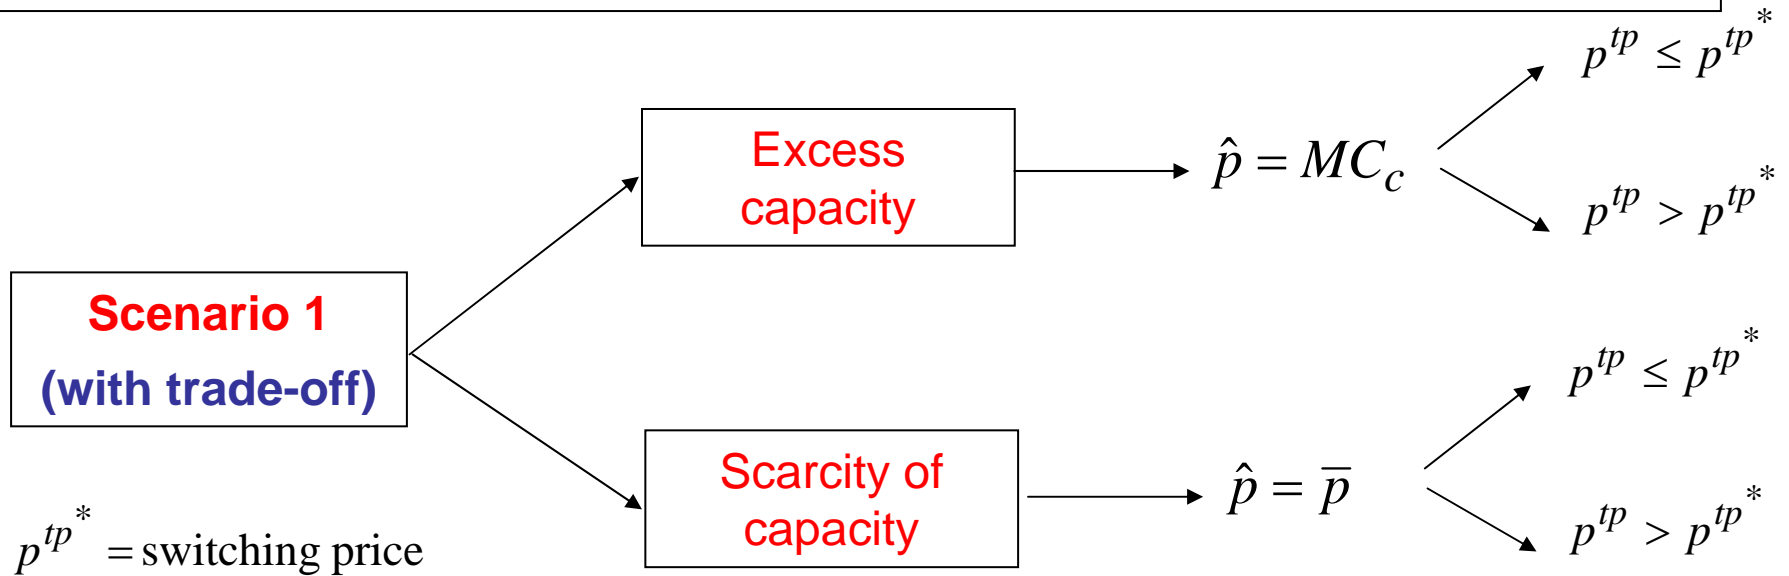 p^{tp} ≤ p^{tp*}
Excess
capacity
p̂ = MC_c
p^{tp} > p^{tp*}
Scenario 1
(with trade-off)
p^{tp} ≤ p^{tp*}
Scarcity of
capacity
p̂ = p̅
p^{tp} > p^{tp*}
p^{tp*} = switching price